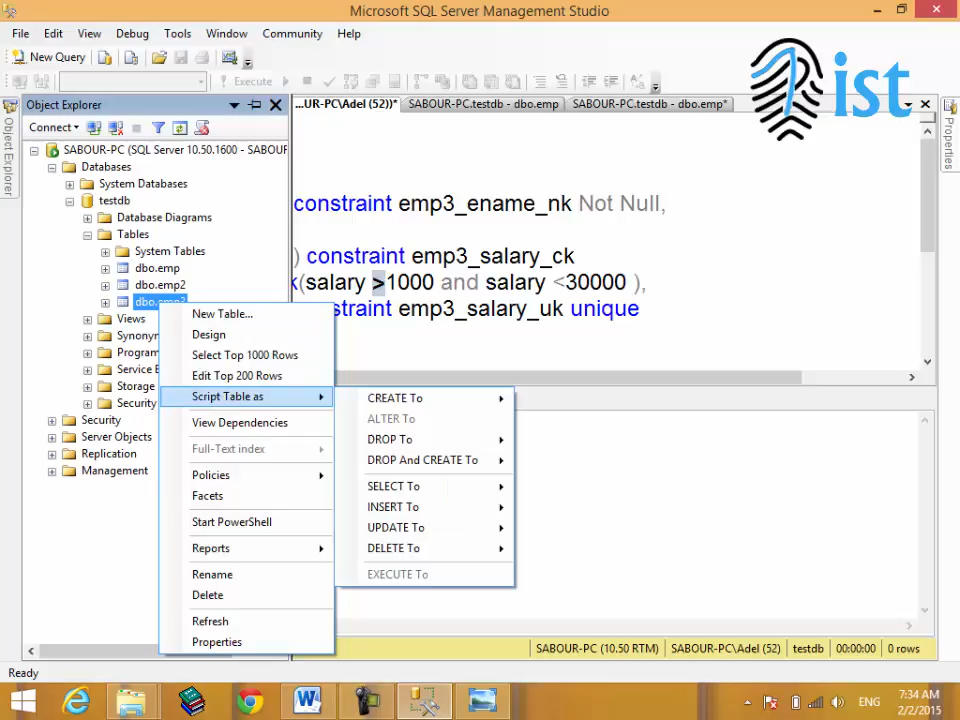 Microsoft SQL Server Management Studio
File Edit View Debug Tools Window Community Help
New Query
Execute
ist
Object Explorer
...UR-PC\Adel (52))*
SABOUR-PC.testdb - dbo.emp
SABOUR-PC.testdb - dbo.emp*
Object Explorer
Properties
Connect
SABOUR-PC (SQL Server 10.50.1600 - SABOUR
Databases
System Databases
testdb
Database Diagrams
Tables
System Tables
dbo.emp
dbo.emp2
Views
Security
Server Objects
Replication
Management
constraint emp3_ename_nk Not Null,
) constraint emp3_salary_ck
k(salary >1000 and salary <30000 ),
straint emp3_salary_uk unique
New Table...
Design
Select Top 1000 Rows
Edit Top 200 Rows
Script Table as
View Dependencies
Full-Text index
Policies
Facets
Start PowerShell
Reports
Rename
Delete
Refresh
Properties
CREATE To
ALTER To
DROP To
DROP And CREATE To
SELECT To
INSERT To
UPDATE To
DELETE To
EXECUTE To
SABOUR-PC (10.50 RTM)
SABOUR-PC\Adel (52)
testdb
00:00:00
0 rows
Ready
ENG
7:34 AM
2/2/2015